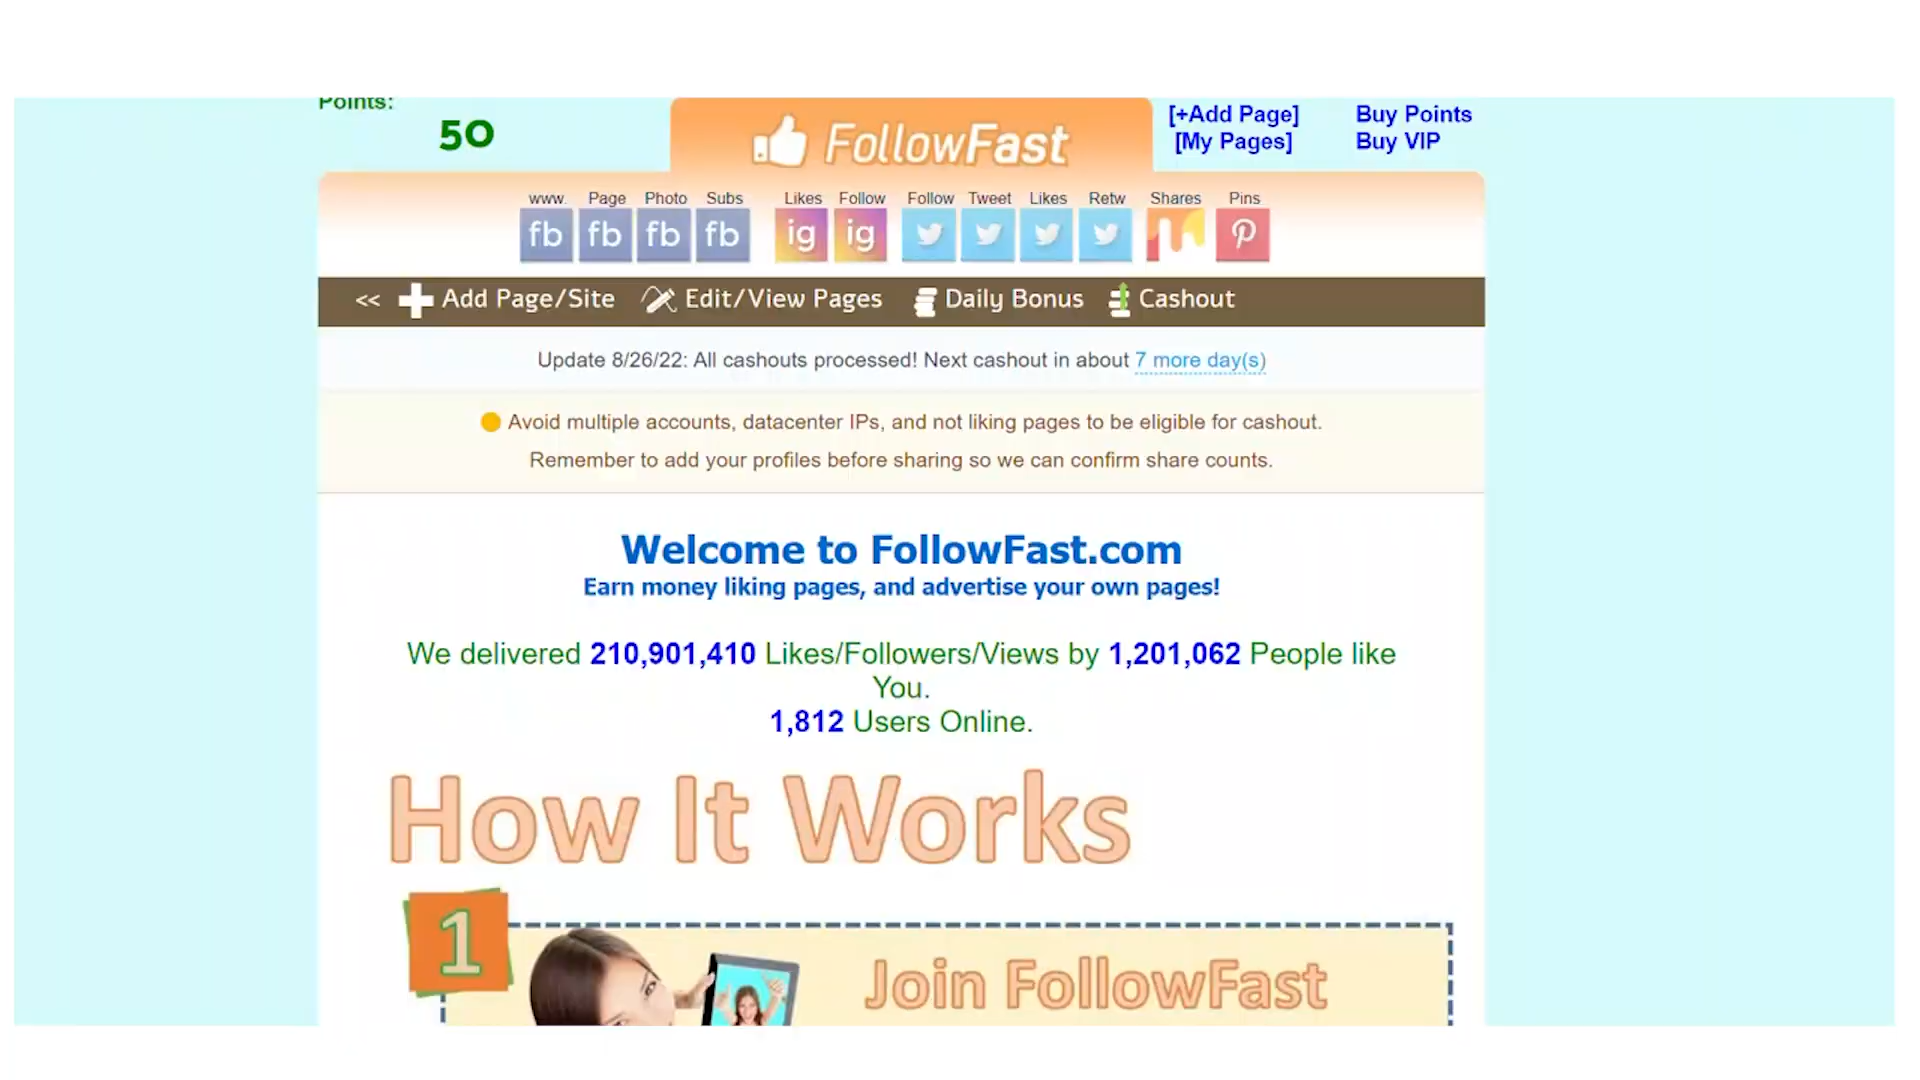 Points:
50
FollowFast
[+Add Page]
Buy Points
[My Pages]
Buy VIP
www. Page Photo Subs Likes Follow Follow Tweet Likes Retw Shares Pins
fb fb fb fb ig ig
<< Add Page/Site Edit/View Pages Daily Bonus Cashout
Update 8/26/22: All cashouts processed! Next cashout in about 7 more day(s)
Avoid multiple accounts, datacenter IPs, and not liking pages to be eligible for cashout.
Remember to add your profiles before sharing so we can confirm share counts.
Welcome to FollowFast.com
Earn money liking pages, and advertise your own pages!
We delivered 210,901,410 Likes/Followers/Views by 1,201,062 People like
You.
1,812 Users Online.
How It Works
1
Join FollowFast